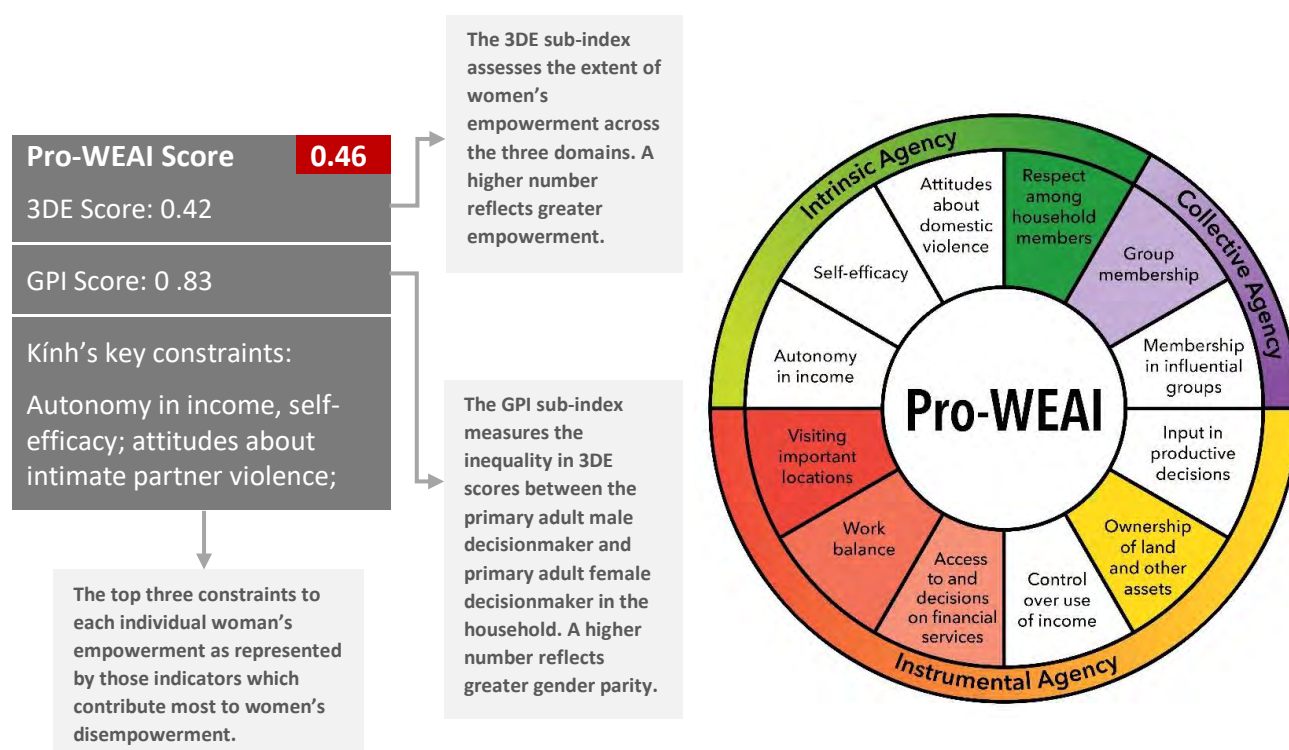 The 3DE sub-index
assesses the extent of
women's
empowerment across
the three domains. A
higher number
reflects greater
empowerment.
Pro-WEAI Score 0.46
3DE Score: 0.42
GPI Score: 0 .83
Kính's key constraints:
Autonomy in income, self-
efficacy; attitudes about
intimate partner violence;
The GPI sub-index
measures the
inequality in 3DE
scores between the
primary adult male
decisionmaker and
primary adult female
decisionmaker in the
household. A higher
number reflects
greater gender parity.
The top three constraints to
each individual woman's
empowerment as represented
by those indicators which
contribute most to women's
disempowerment.
Intrinsic Agency
Autonomy
in income
Self-efficacy
Attitudes
about
domestic
violence
Respect
among
household
members
Collective Agency
Group
membership
Membership
in influential
groups
Pro-WEAI
Input in
productive
decisions
Ownership
of land
and other
assets
Control
over use
of income
Access
to and
decisions
on financial
services
Work
balance
Visiting
important
locations
Instrumental Agency